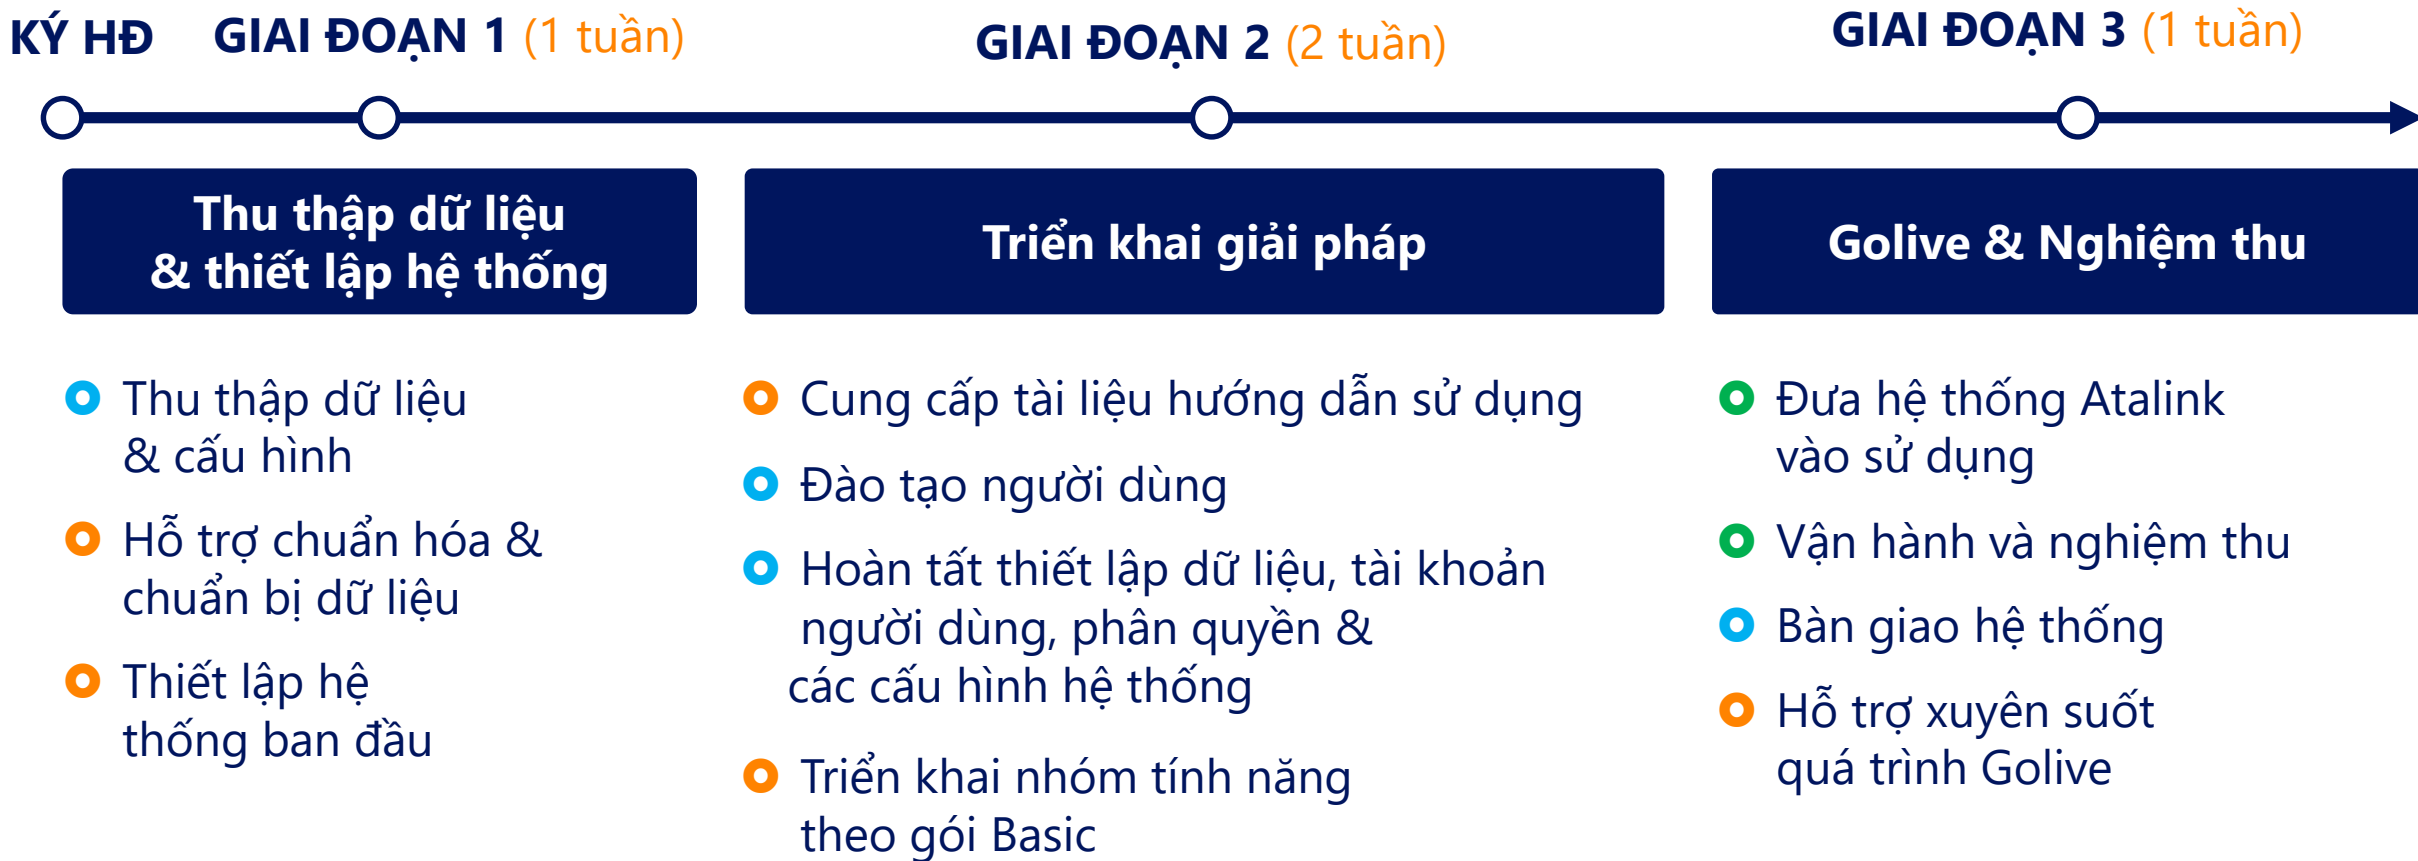 KÝ HĐ
GIAI ĐOẠN 1 (1 tuần)
GIAI ĐOẠN 2 (2 tuần)
GIAI ĐOẠN 3 (1 tuần)
Thu thập dữ liệu
& thiết lập hệ thống
Thu thập dữ liệu
& cấu hình
Hỗ trợ chuẩn hóa &
chuẩn bị dữ liệu
Thiết lập hệ
thống ban đầu
Triển khai giải pháp
Cung cấp tài liệu hướng dẫn sử dụng
Đào tạo người dùng
Hoàn tất thiết lập dữ liệu, tài khoản
người dùng, phân quyền &
các cấu hình hệ thống
Triển khai nhóm tính năng
theo gói Basic
Golive & Nghiệm thu
Đưa hệ thống Atalink
vào sử dụng
Vận hành và nghiệm thu
Bàn giao hệ thống
Hỗ trợ xuyên suốt
quá trình Golive